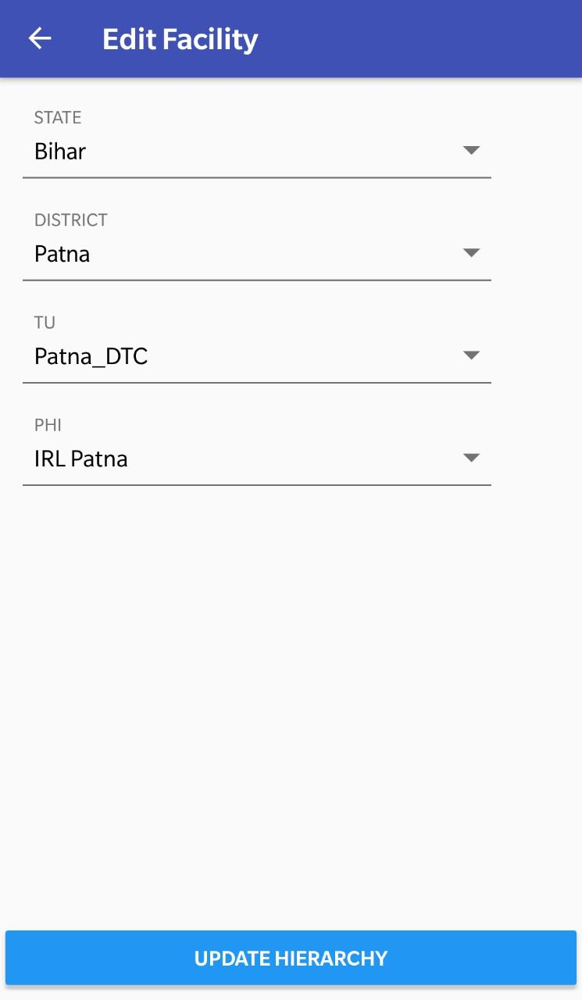 Edit Facility
STATE
Bihar
DISTRICT
Patna
TU
Patna_DTC
PHI
IRL Patna
UPDATE HIERARCHY